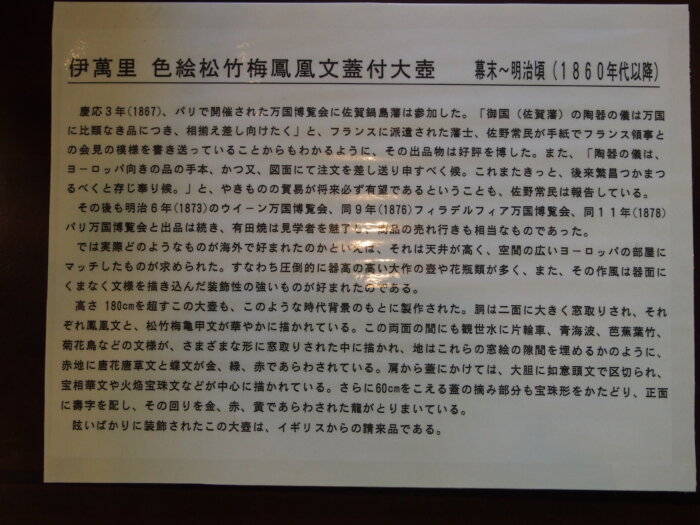 伊萬里 色絵松竹梅鳳凰文蓋付大壺 幕末～明治頃(1860年代以降)
慶応3年(1867)、パリで開催された万国博覧会に佐賀鍋島藩は参加した。「御国(佐賀藩)の陶器の儀は万国
に比類なき品につき、相揃え差し向けたく」と、フランスに派遣された藩士、佐野常民が手紙でフランス領事と
の会見の模様を書き送っていることからもわかるように、その出品物は好評を博した。また、「陶器の儀は、
ヨーロッパ向きの品の手本、かつ又、図面にて注文を差し送り申すべく候。これまたきっと、後来繁昌つかまつ
るべくと存じ奉り候。」と、やきものの貿易が将来必ず有望であるということも、佐野常民は報告している。
その後も明治6年(1873)のウイーン万国博覧会、同9年(1876)フィラデルフィア万国博覧会、同11年(1878)
パリ万国博覧会と出品は続き、有田焼は見学者を魅了し、商品の売れ行きも相当なものであった。
では実際どのようなものが海外で好まれたのかといえば、それは天井が高く、空間の広いヨーロッパの部屋に
マッチしたものが求められた。すなわち圧倒的に器高の高い大作の壺や花瓶類が多く、また、その作風は器面に
くまなく文様を描き込んだ装飾性の強いものが好まれたのである。
高さ 180cmを超すこの大壺も、このような時代背景のもとに製作された。胴は二面に大きく窓取りされ、それ
ぞれ鳳凰文と、松竹梅亀甲文が華やかに描かれている。この両面の間にも観世水に片輪車、青海波、芭蕉葉竹、
菊花鳥などの文様が、さまざまな形に窓取りされた中に描かれ、地はこれらの窓絵の隙間を埋めるかのように、
赤地に唐花唐草文と蝶文が金、緑、赤であらわされている。肩から蓋にかけては、大胆に如意頭文で区切られ、
宝相華文や火焔宝珠文などが中心に描かれている。さらに60cmをこえる蓋の摘み部分も宝珠形をかたどり、正面
に壽字を配し、その回りを金、赤、黄であらわされた龍がとりまいている。
眩いばかりに装飾されたこの大壺は、イギリスからの請来品である。